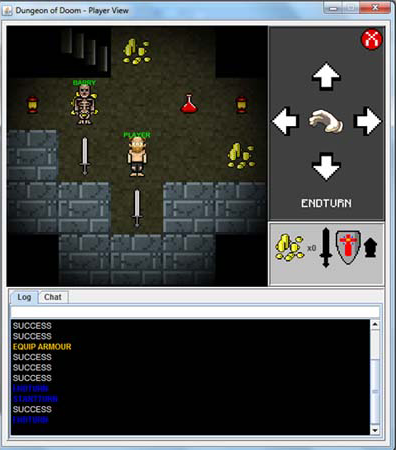 Dungeon of Doom - Player View
BARRY
PLAYER
ENDTURN
x0
Log Chat
SUCCESS
SUCCESS
EQUIP ARMOUR
SUCCESS
SUCCESS
SUCCESS
ENDTURN
STARTTURN
SUCCESS
ENDTURN